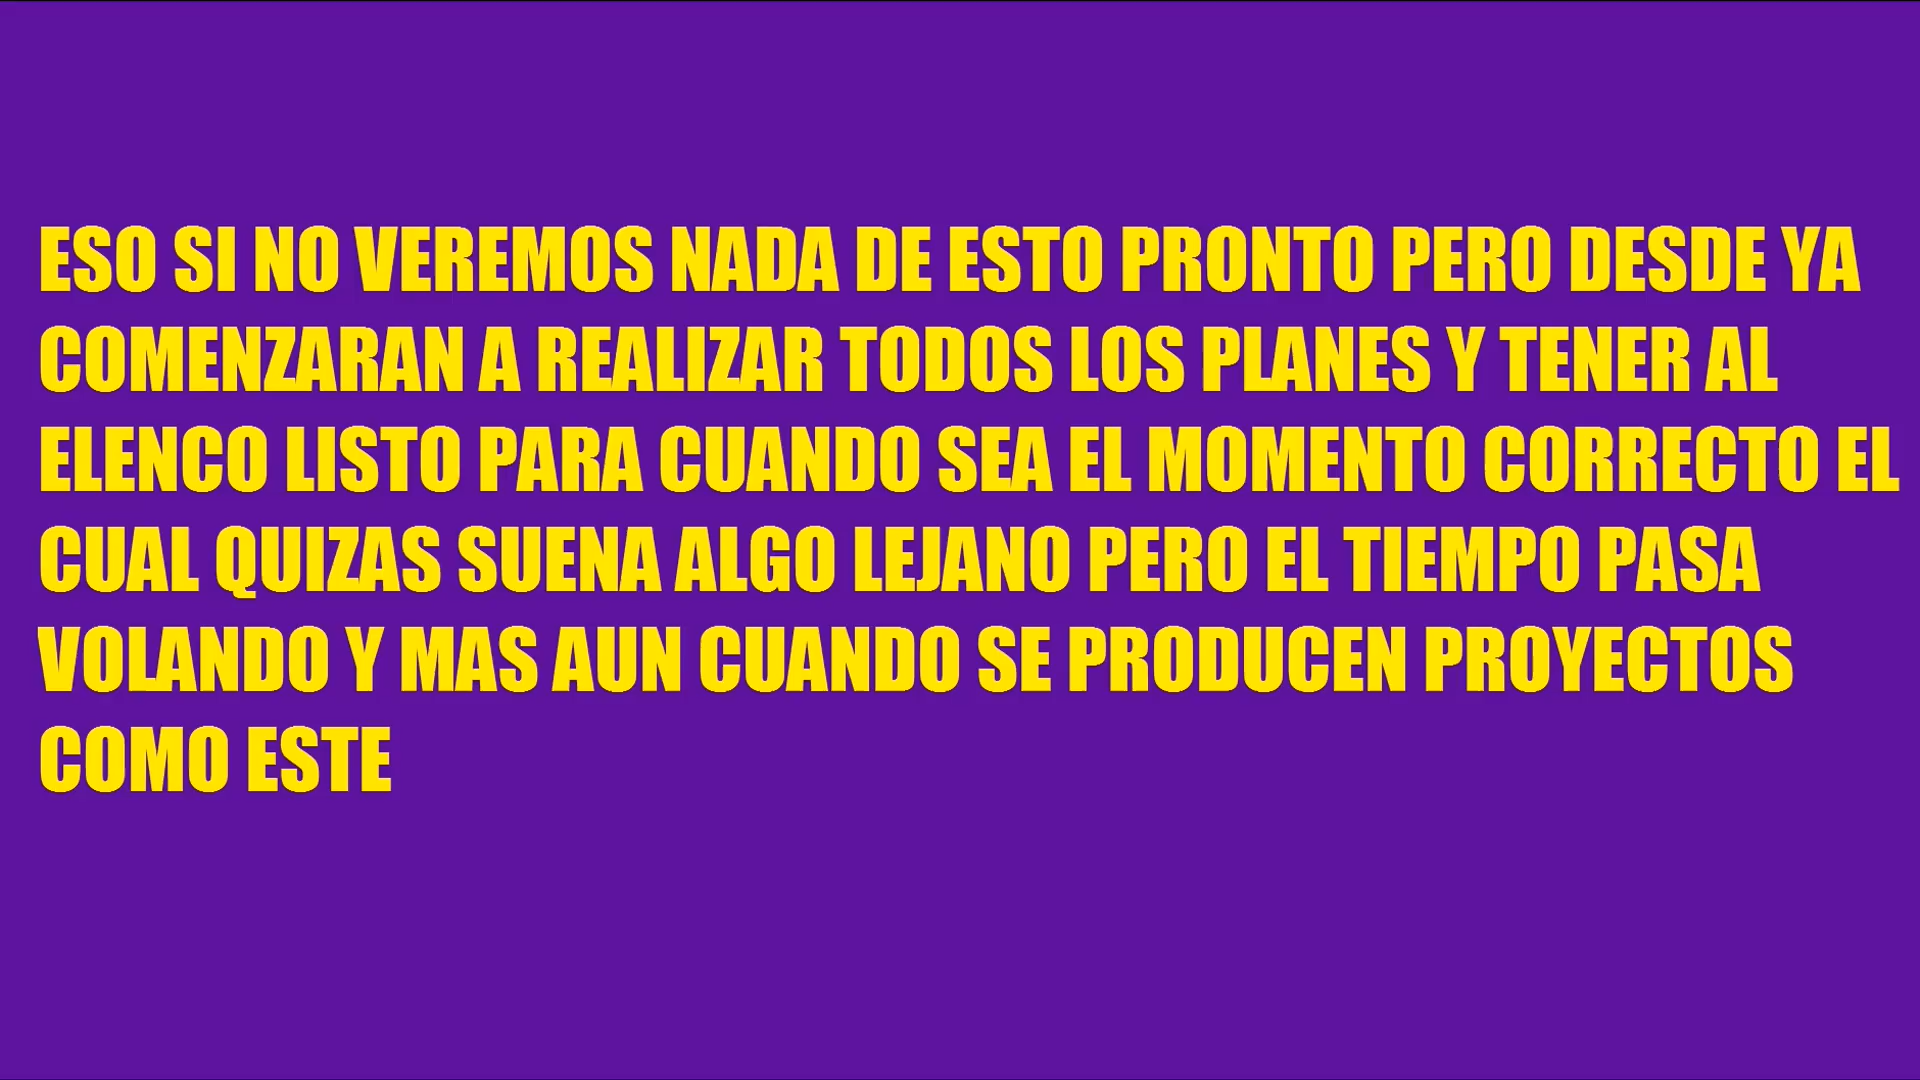 ESO SI NO VEREMOS NADA DE ESTO PRONTO PERO DESDE YA
COMENZARAN A REALIZAR TODOS LOS PLANES Y TENER AL
ELENCO LISTO PARA CUANDO SEA EL MOMENTO CORRECTO EL
CUAL QUIZAS SUENA ALGO LEJANO PERO EL TIEMPO PASA
VOLANDO Y MAS AUN CUANDO SE PRODUCEN PROYECTOS
COMO ESTE